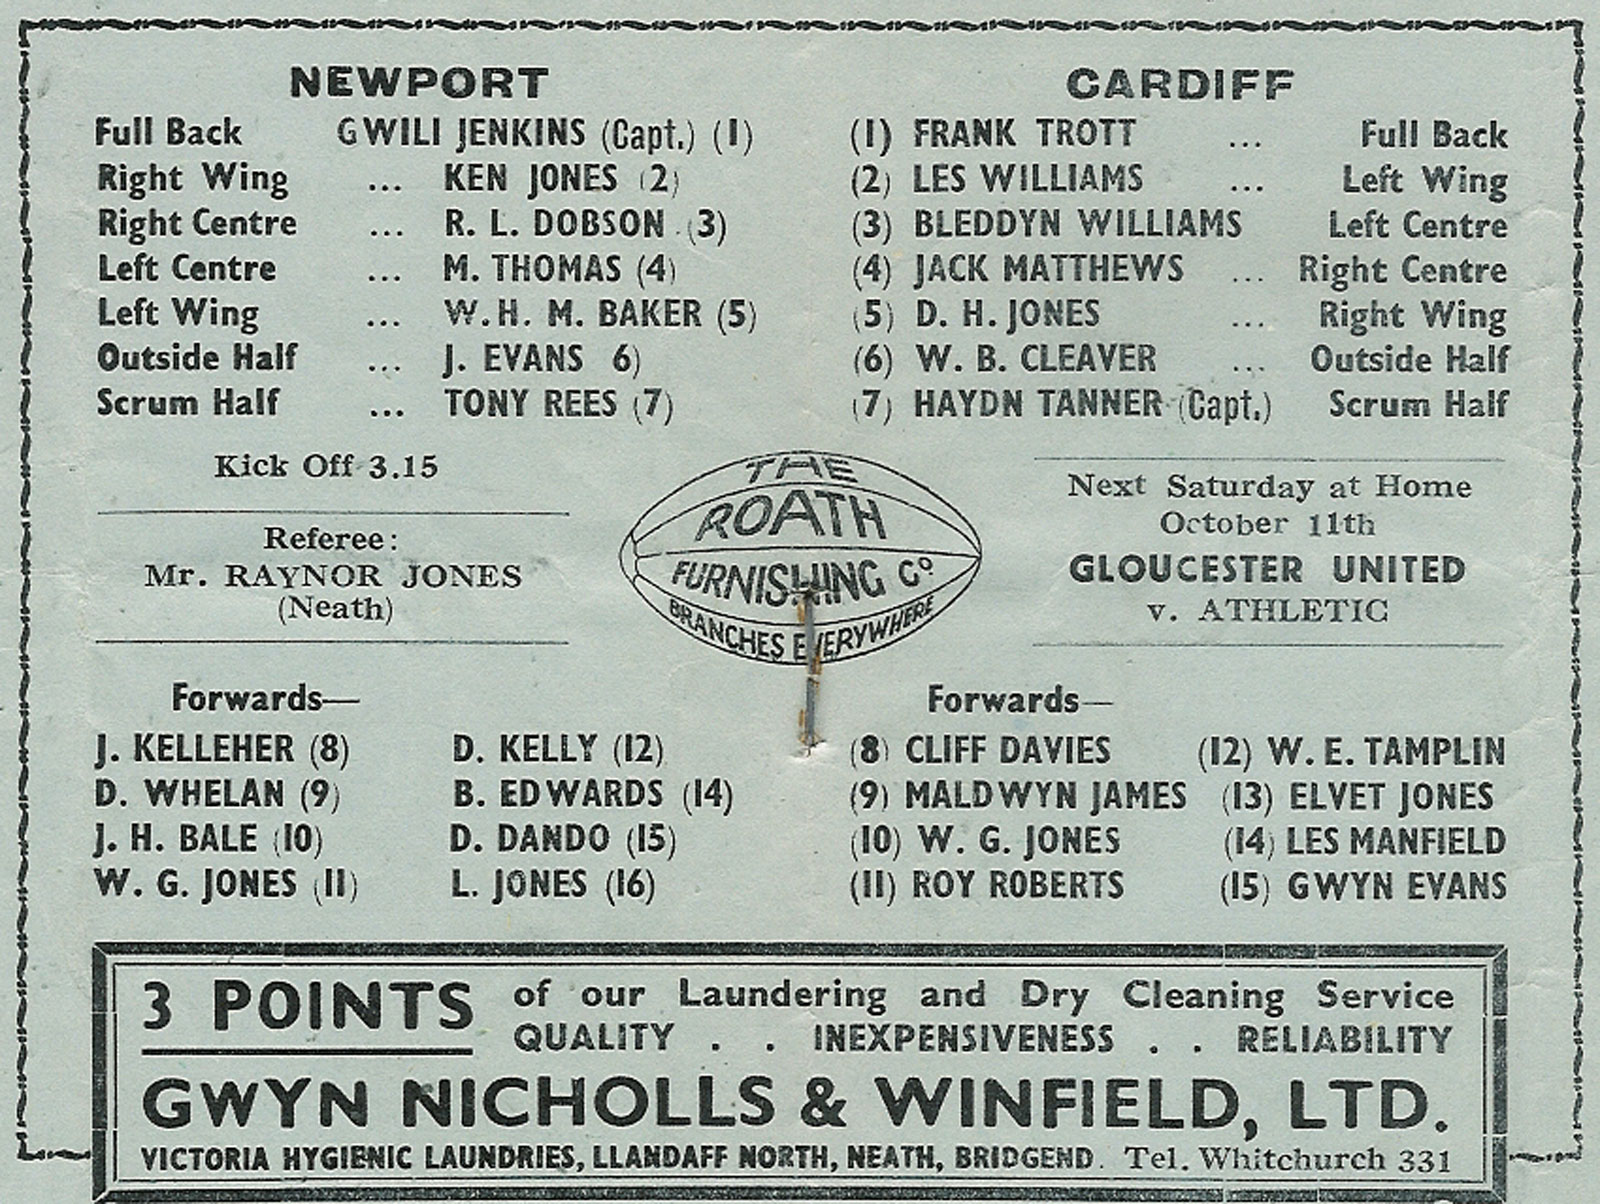 NEWPORT
Full Back GWILI JENKINS (Capt.) (1)
Right Wing ... KEN JONES (2)
Right Centre ... R. L. DOBSON (3)
Left Centre ... M. THOMAS (4)
Left Wing ... W. H. M. BAKER (5)
Outside Half ... J. EVANS 6)
Scrum Half ... TONY REES (7)
CARDIFF
(1) FRANK TROTT ... Full Back
(2) LES WILLIAMS ... Left Wing
(3) BLEDDYN WILLIAMS Left Centre
(4) JACK MATTHEWS ... Right Centre
(5) D. H. JONES ... Right Wing
(6) W. B. CLEAVER ... Outside Half
(7) HAYDN TANNER (Capt.) Scrum Half
Kick Off 3.15
Referee:
Mr. RAYNOR JONES
(Neath)
THE
ROATH
FURNISHING Co
BRANCHES EVERYWHERE
Next Saturday at Home
October 11th
GLOUCESTER UNITED
v. ATHLETIC
Forwards—
J. KELLEHER (8) D. KELLY (12)
D. WHELAN (9) B. EDWARDS (14)
J. H. BALE (10) D. DANDO (15)
W. G. JONES (11) L. JONES (16)
Forwards—
(8) CLIFF DAVIES (12) W. E. TAMPLIN
(9) MALDWYN JAMES (13) ELVET JONES
(10) W. G. JONES (14) LES MANFIELD
(11) ROY ROBERTS (15) GWYN EVANS
3 POINTS of our Laundering and Dry Cleaning Service
QUALITY . . INEXPENSIVENESS . . RELIABILITY
GWYN NICHOLLS & WINFIELD, LTD.
VICTORIA HYGIENIC LAUNDRIES, LLANDAFF NORTH, NEATH, BRIDGEND. Tel. Whitchurch 331